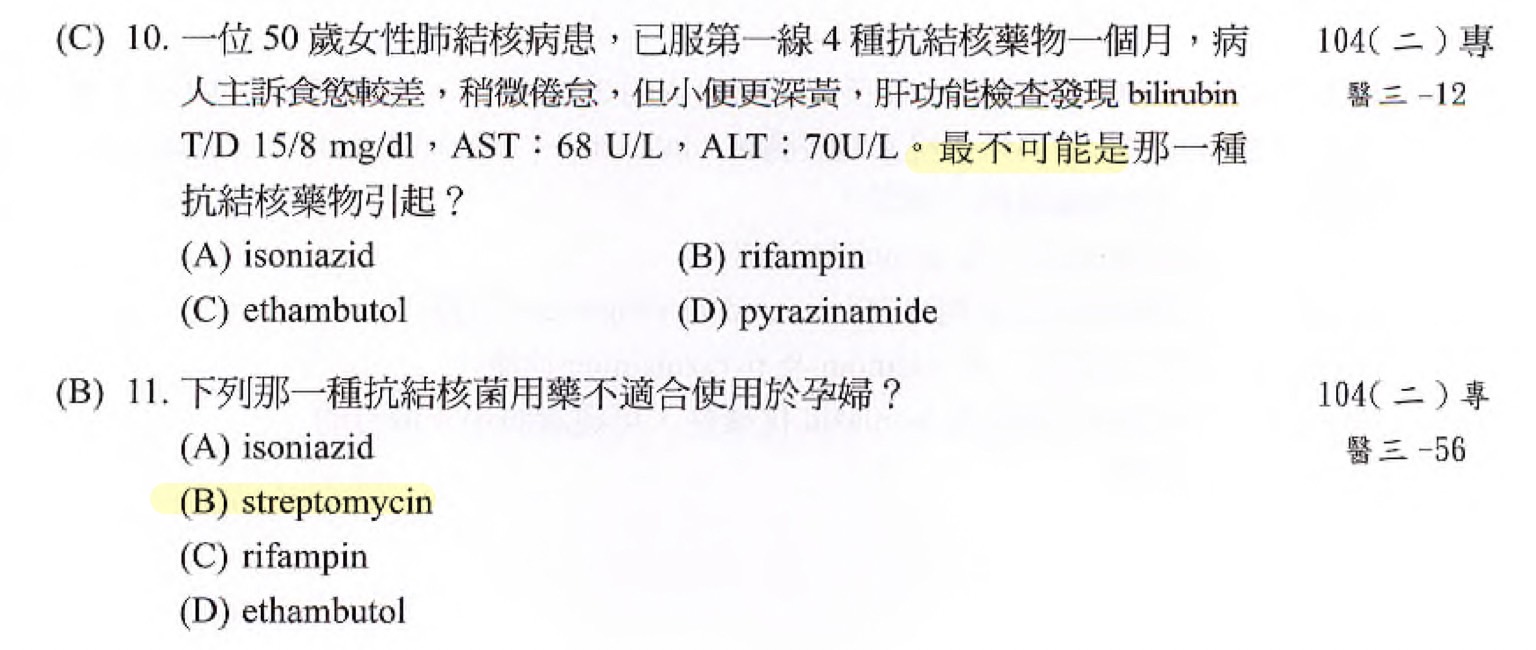 (C) 10. 一位 50 歲女性肺結核病患，已服第一線 4 種抗結核藥物一個月，病 104(二)專
人主訴食慾較差，稍微倦怠，但小便更深黃，肝功能檢查發現 bilirubin 醫三-12
T/D 15/8 mg/dl，AST：68 U/L，ALT：70U/L。最不可能是那一種
抗結核藥物引起？
(A) isoniazid (B) rifampin
(C) ethambutol (D) pyrazinamide
(B) 11. 下列那一種抗結核菌用藥不適合使用於孕婦？ 104(二)專
(A) isoniazid 醫三-56
(B) streptomycin
(C) rifampin
(D) ethambutol